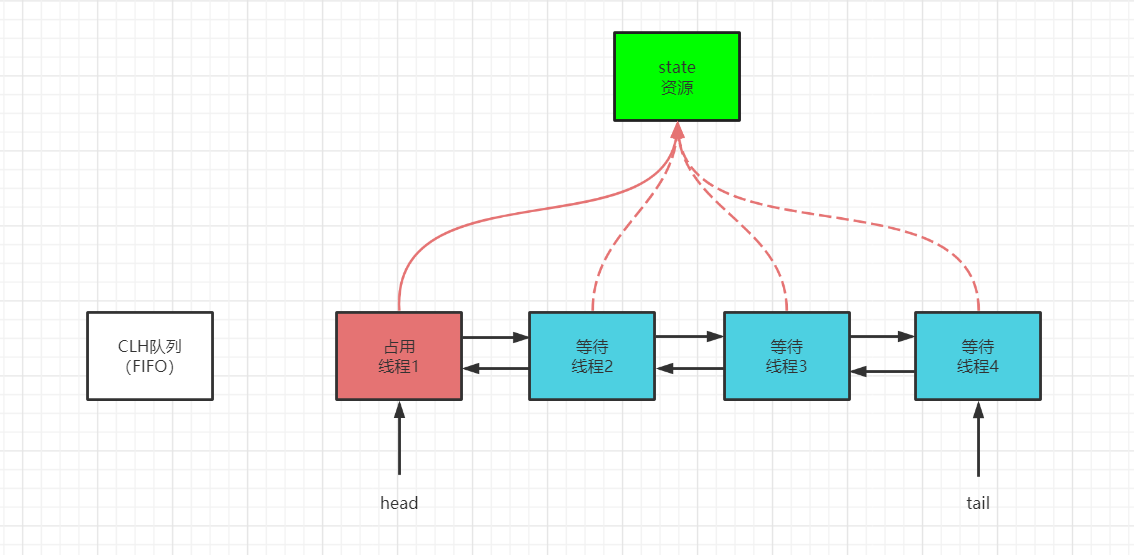 state
资源
CLH队列
（FIFO）
占用
线程1
等待
线程2
等待
线程3
等待
线程4
head
tail